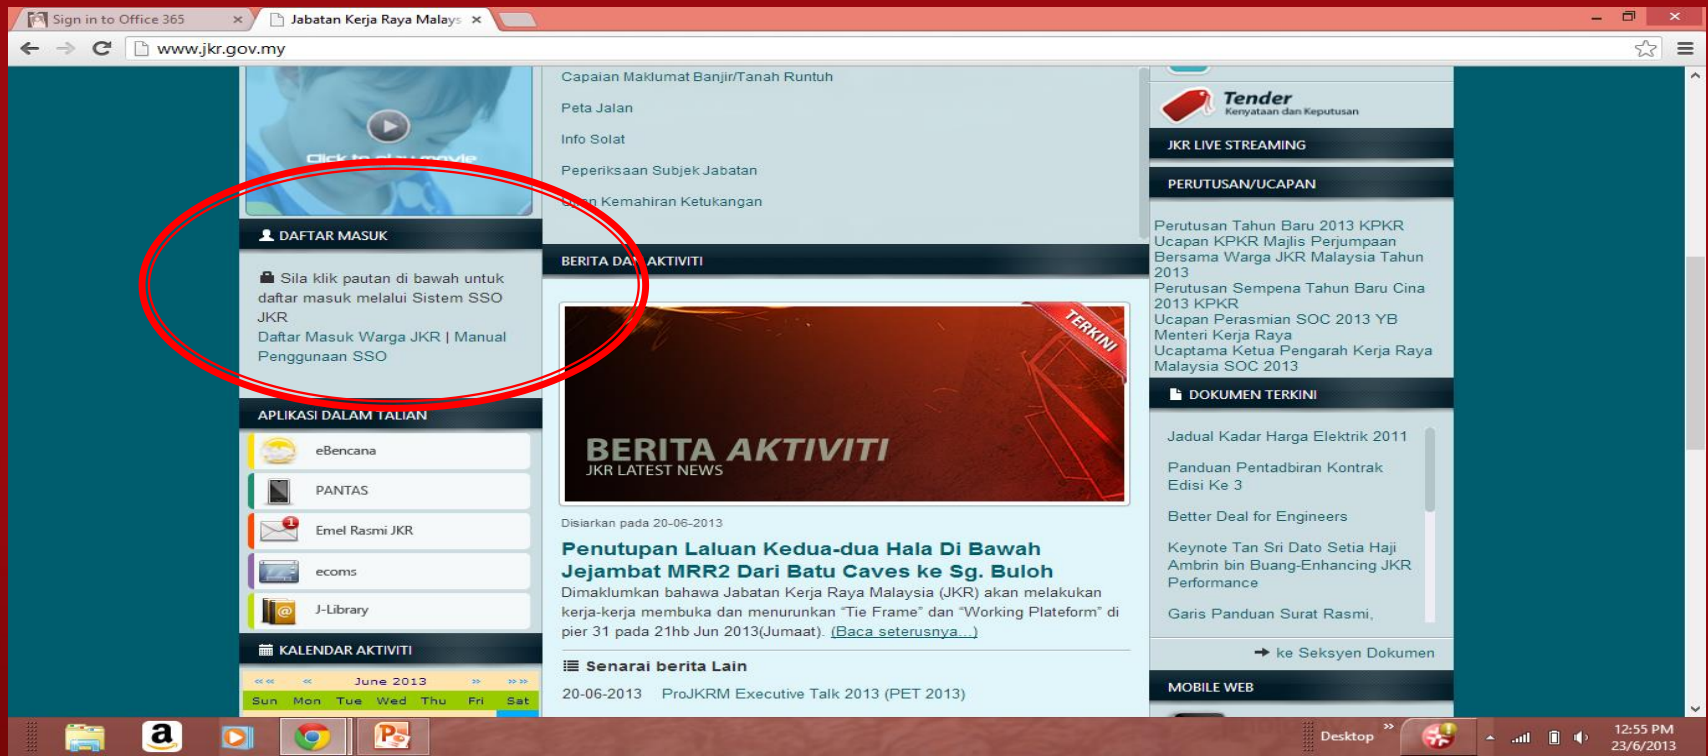 Sign in to Office 365
Jabatan Kerja Raya Malays
www.jkr.gov.my
Click to play movie
DAFTAR MASUK
Sila klik pautan di bawah untuk
daftar masuk melalui Sistem SSO
JKR
Daftar Masuk Warga JKR | Manual
Penggunaan SSO
APLIKASI DALAM TALIAN
eBencana
PANTAS
1
Emel Rasmi JKR
ecoms
J-Library
KALENDAR AKTIVITI
«« « June 2013 » »»
Sun Mon Tue Wed Thu Fri Sat
Capaian Maklumat Banjir/Tanah Runtuh
Peta Jalan
Info Solat
Peperiksaan Subjek Jabatan
Kemahiran Ketukangan
BERITA DAN AKTIVITI
TERKINI
BERITA AKTIVITI
JKR LATEST NEWS
Disiarkan pada 20-06-2013
Penutupan Laluan Kedua-dua Hala Di Bawah
Jejambat MRR2 Dari Batu Caves ke Sg. Buloh
Dimaklumkan bahawa Jabatan Kerja Raya Malaysia (JKR) akan melakukan
kerja-kerja membuka dan menurunkan “Tie Frame” dan “Working Plateform” di
pier 31 pada 21hb Jun 2013(Jumaat). (Baca seterusnya...)
Senarai berita Lain
20-06-2013 ProJKRM Executive Talk 2013 (PET 2013)
Tender
Kenyataan dan Keputusan
JKR LIVE STREAMING
PERUTUSAN/UCAPAN
Perutusan Tahun Baru 2013 KPKR
Ucapan KPKR Majlis Perjumpaan
Bersama Warga JKR Malaysia Tahun
2013
Perutusan Sempena Tahun Baru Cina
2013 KPKR
Ucapan Perasmian SOC 2013 YB
Menteri Kerja Raya
Ucaptama Ketua Pengarah Kerja Raya
Malaysia SOC 2013
DOKUMEN TERKINI
Jadual Kadar Harga Elektrik 2011
Panduan Pentadbiran Kontrak
Edisi Ke 3
Better Deal for Engineers
Keynote Tan Sri Dato Setia Haji
Ambrin bin Buang-Enhancing JKR
Performance
Garis Panduan Surat Rasmi,
ke Seksyen Dokumen
MOBILE WEB
Desktop
12:55 PM
23/6/2013